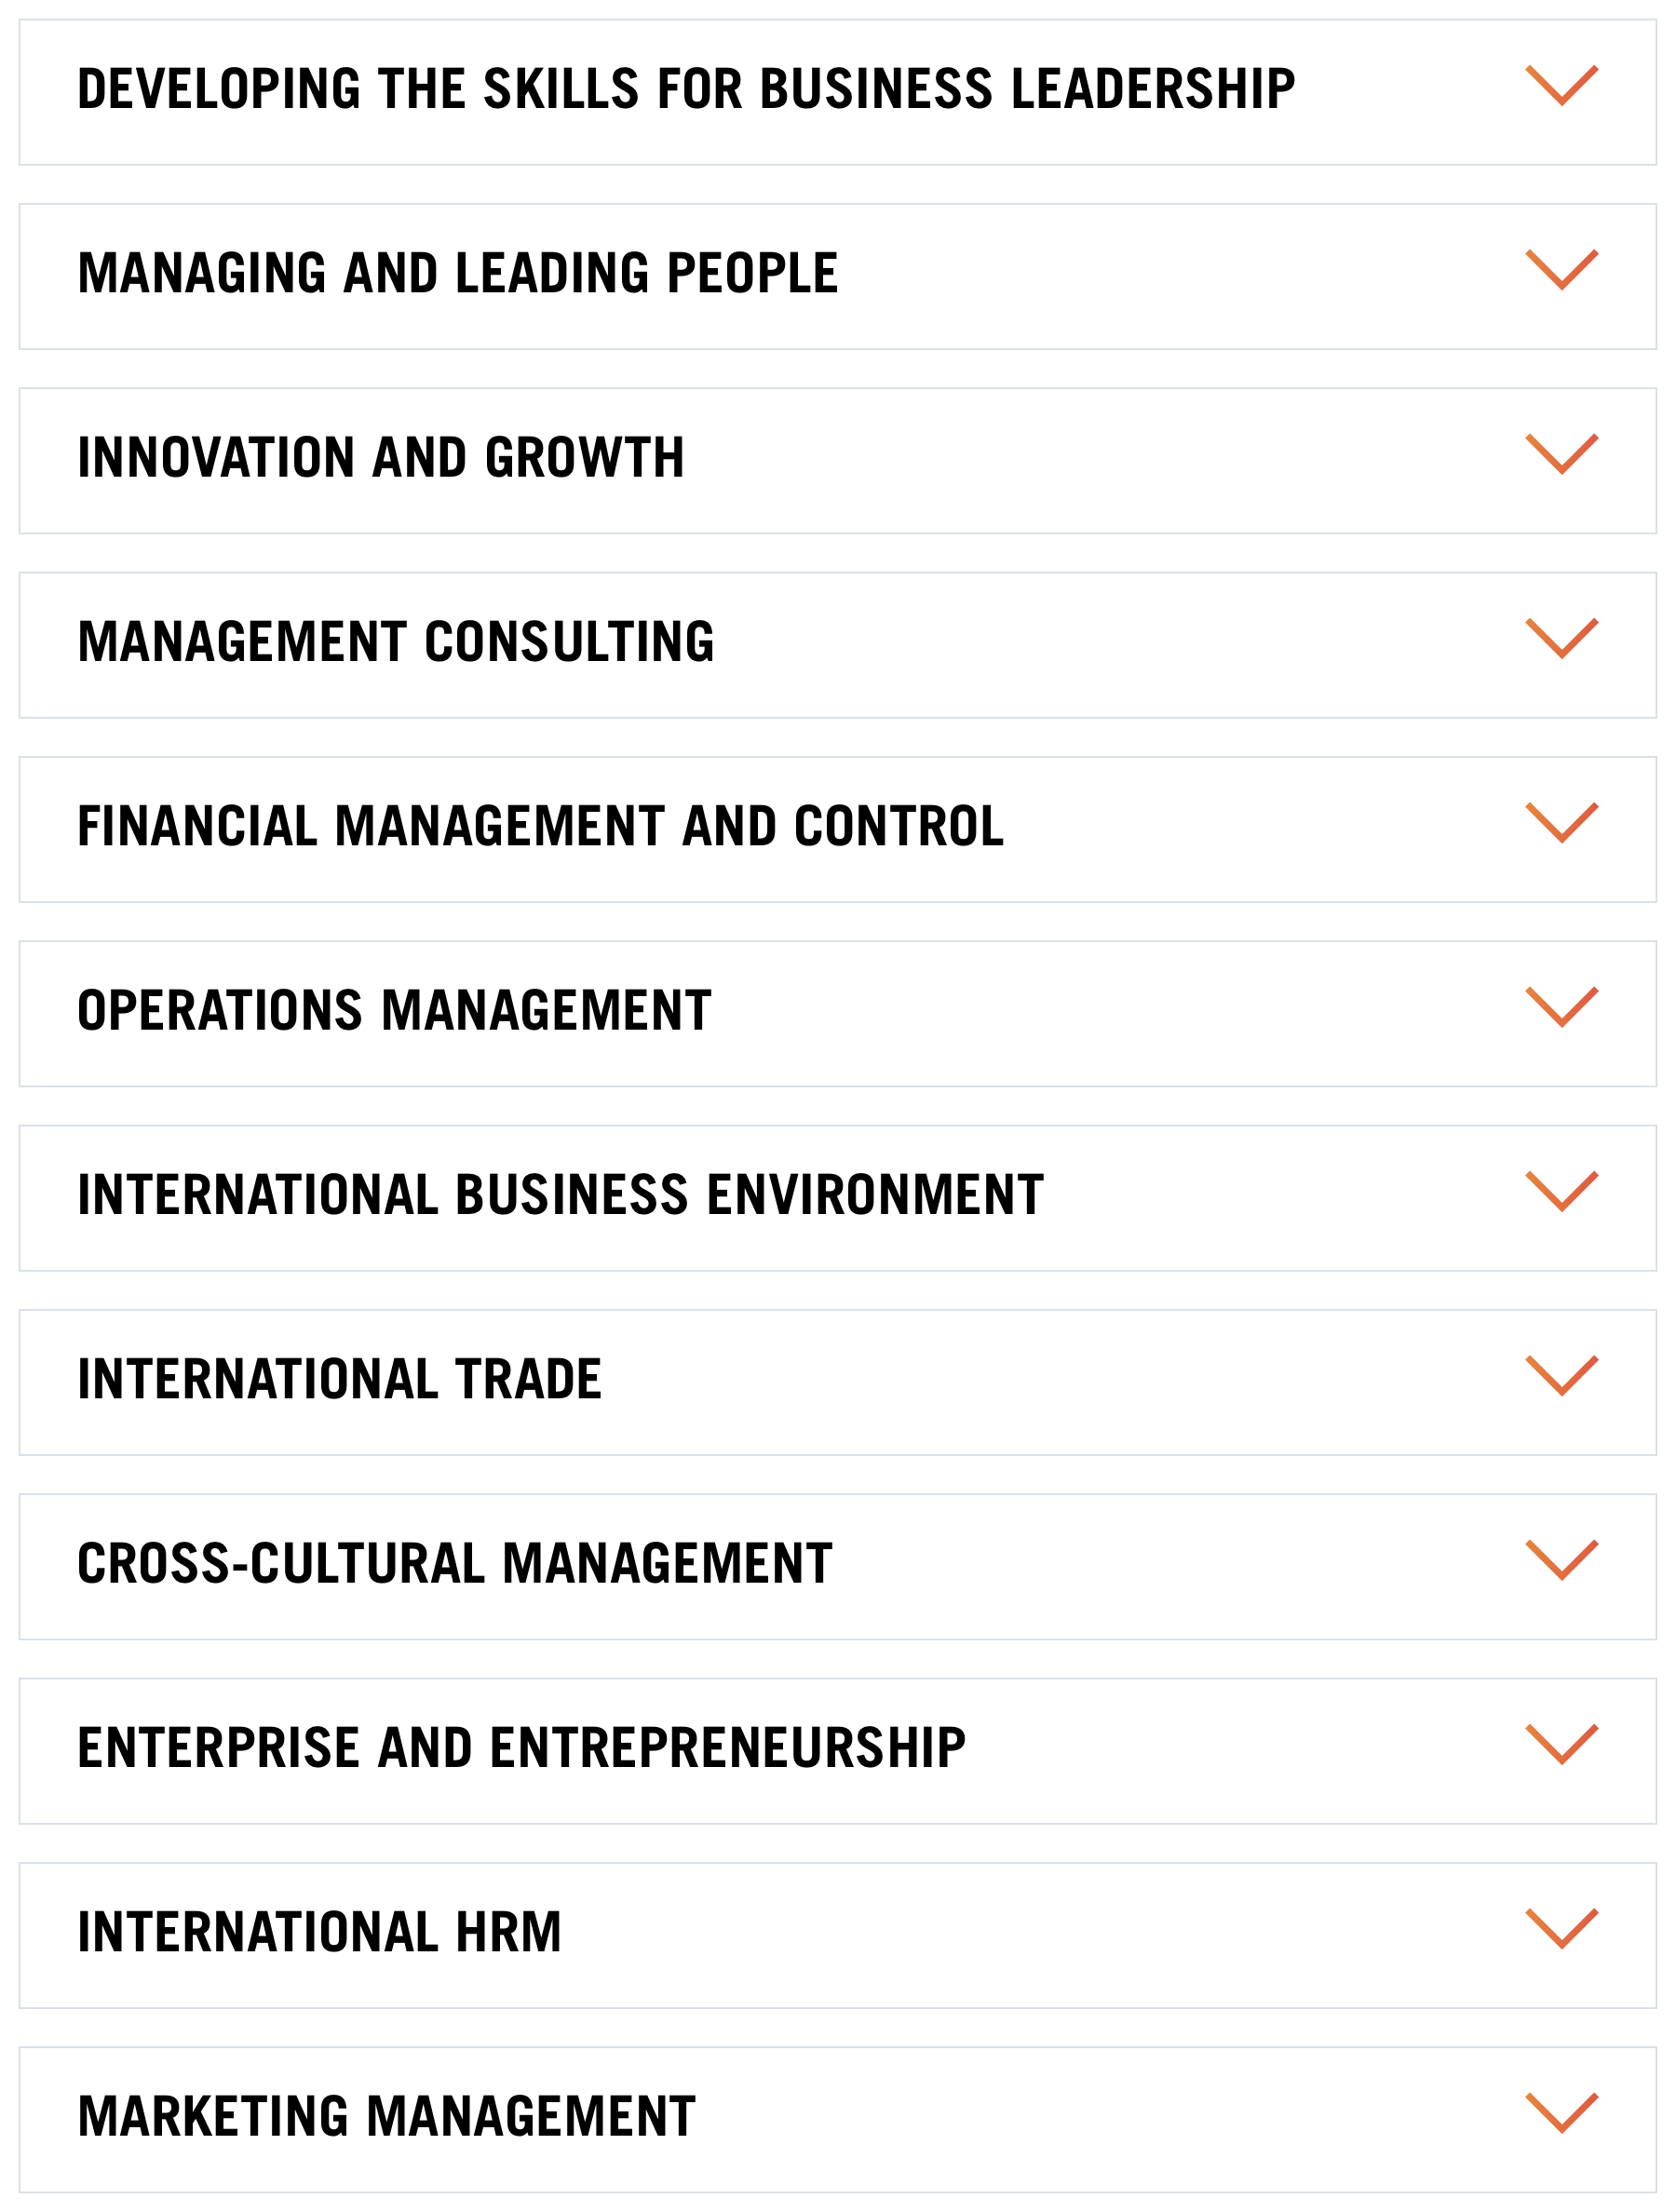 DEVELOPING THE SKILLS FOR BUSINESS LEADERSHIP
MANAGING AND LEADING PEOPLE
INNOVATION AND GROWTH
MANAGEMENT CONSULTING
FINANCIAL MANAGEMENT AND CONTROL
OPERATIONS MANAGEMENT
INTERNATIONAL BUSINESS ENVIRONMENT
INTERNATIONAL TRADE
CROSS-CULTURAL MANAGEMENT
ENTERPRISE AND ENTREPRENEURSHIP
INTERNATIONAL HRM
MARKETING MANAGEMENT